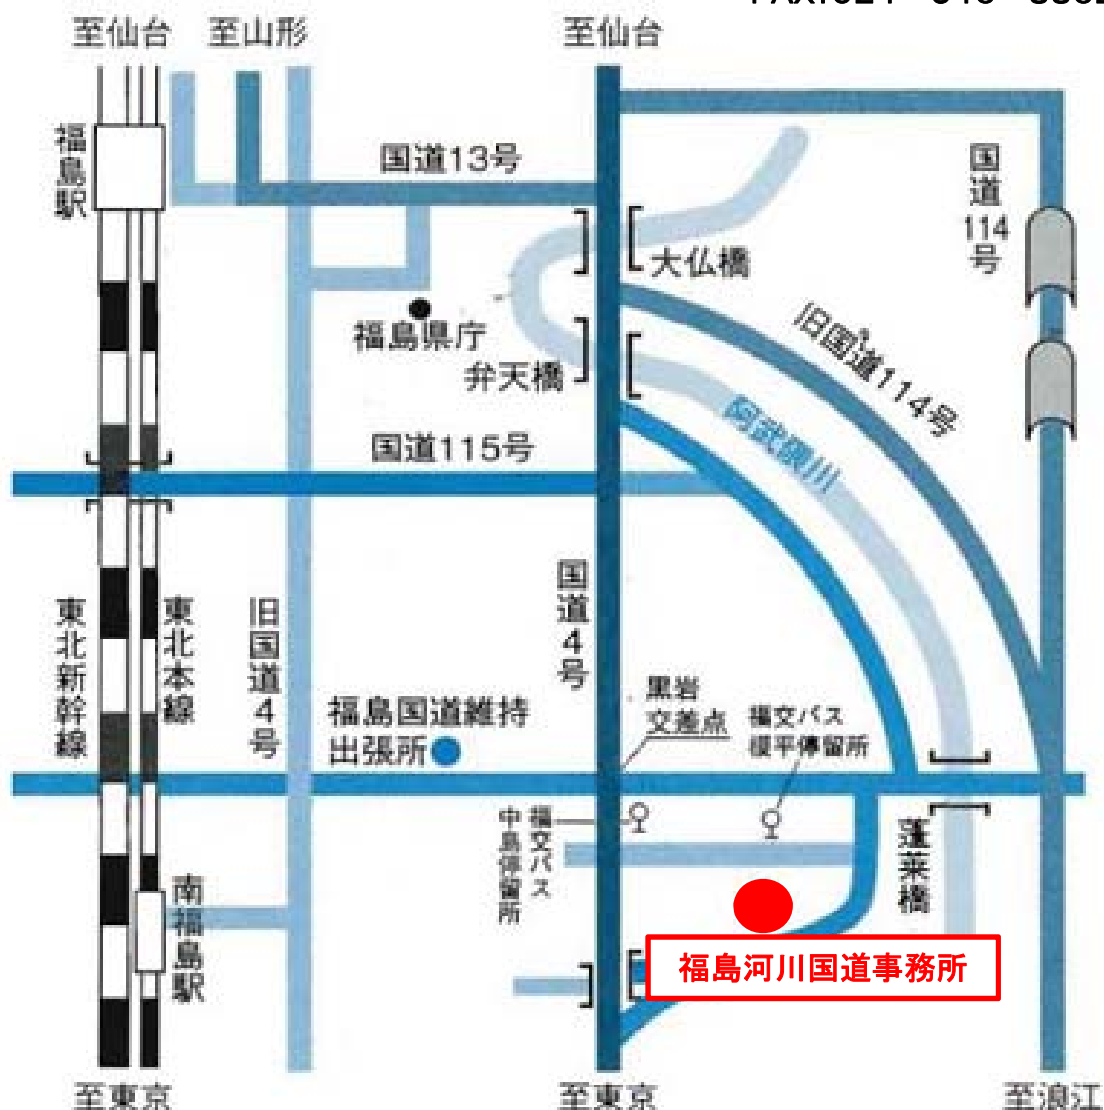 至仙台
至山形
至仙台
福島駅
国道13号
国道114号
大仏橋
福島県庁
旧国道114号
弁天橋
阿武隈川
国道115号
国道4号
東北新幹線
東北本線
旧国道4号
福島国道維持
出張所
黒岩
交差点
福交バス
榎平停留所
福交バス
中島停留所
蓬莱橋
南福島駅
福島河川国道事務所
至東京
至東京
至浪江